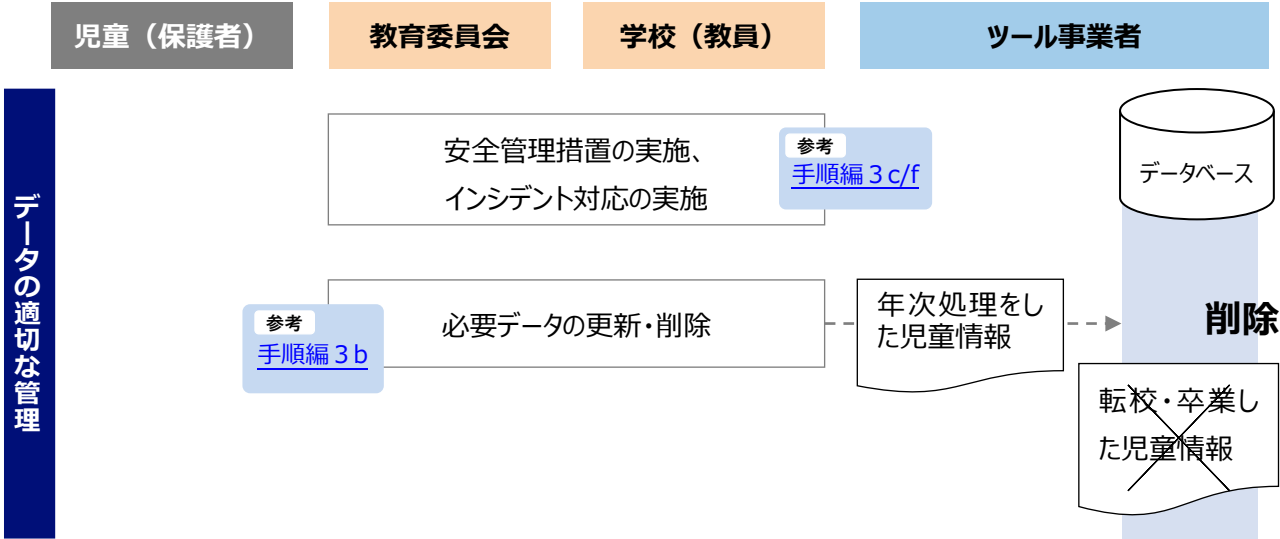 児童（保護者）
教育委員会
学校（教員）
ツール事業者
データの適切な管理
安全管理措置の実施、
インシデント対応の実施
参考
手順編３c/f
データベース
参考
手順編３b
必要データの更新・削除
年次処理をし
た児童情報
削除
転校・卒業し
た児童情報